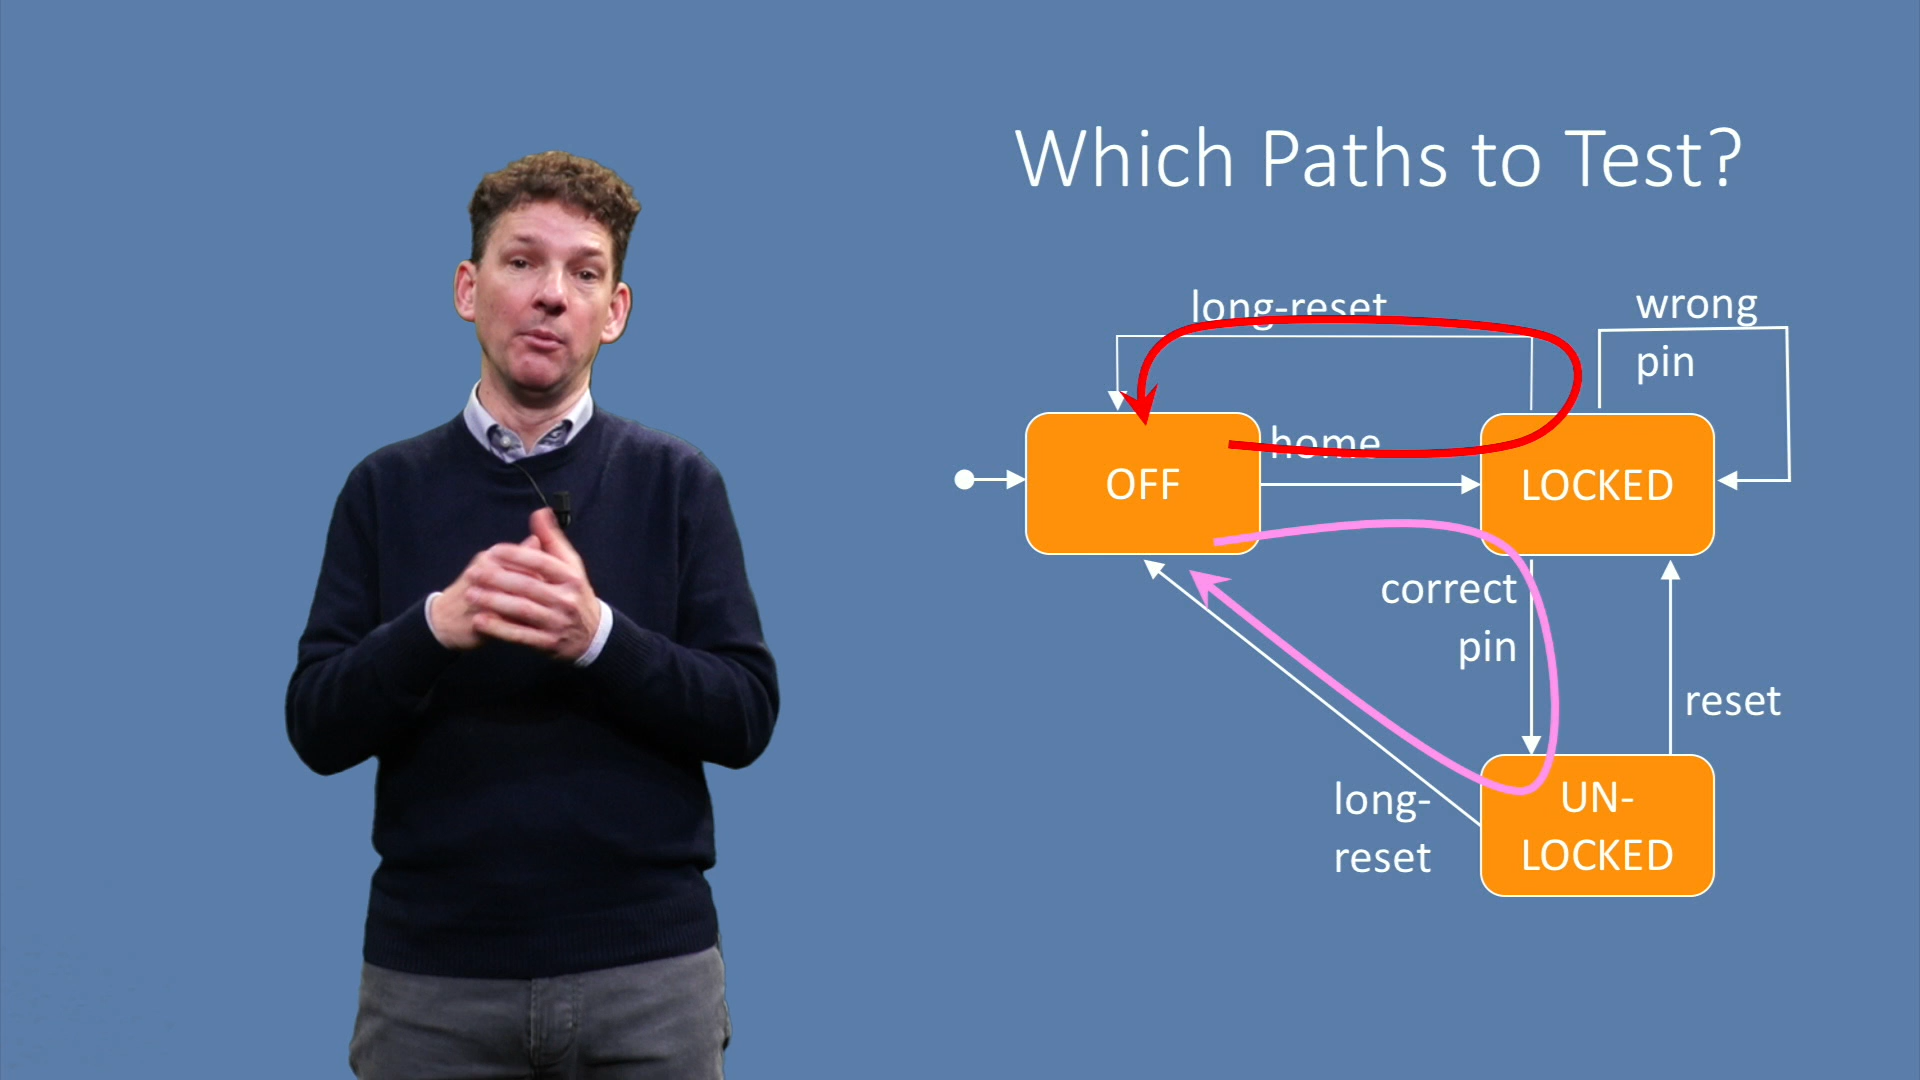 Which Paths to Test?
long-reset
wrong
pin
home
OFF
LOCKED
correct
pin
reset
long-
reset
UN-
LOCKED